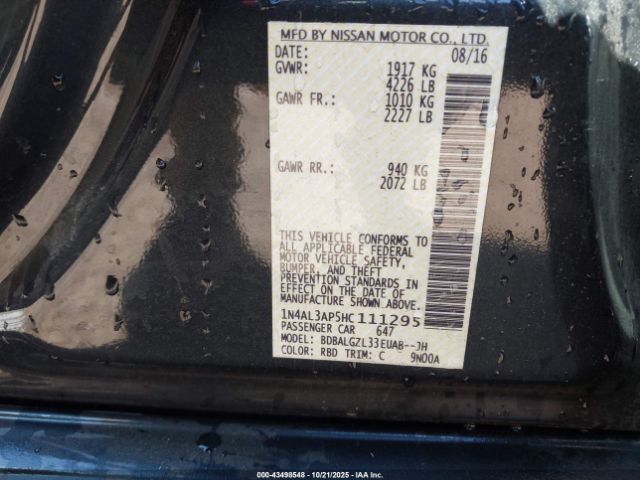 MFD BY NISSAN MOTOR CO., LTD.
DATE: 08/16
GVWR: 1917 KG
4226 LB
GAWR FR.: 1010 KG
2227 LB
GAWR RR.: 940 KG
2072 LB
THIS VEHICLE CONFORMS TO
ALL APPLICABLE FEDERAL
MOTOR VEHICLE SAFETY,
BUMPER, AND THEFT
PREVENTION STANDARDS IN
EFFECT ON THE DATE OF
MANUFACTURE SHOWN ABOVE.
1N4AL3AP5HC111295
PASSENGER CAR 647
MODEL: BDBALGZL33EUAB--JH
COLOR: RBD TRIM: C 9N00A
000-43498548 - 10/21/2025 - IAA Corp.